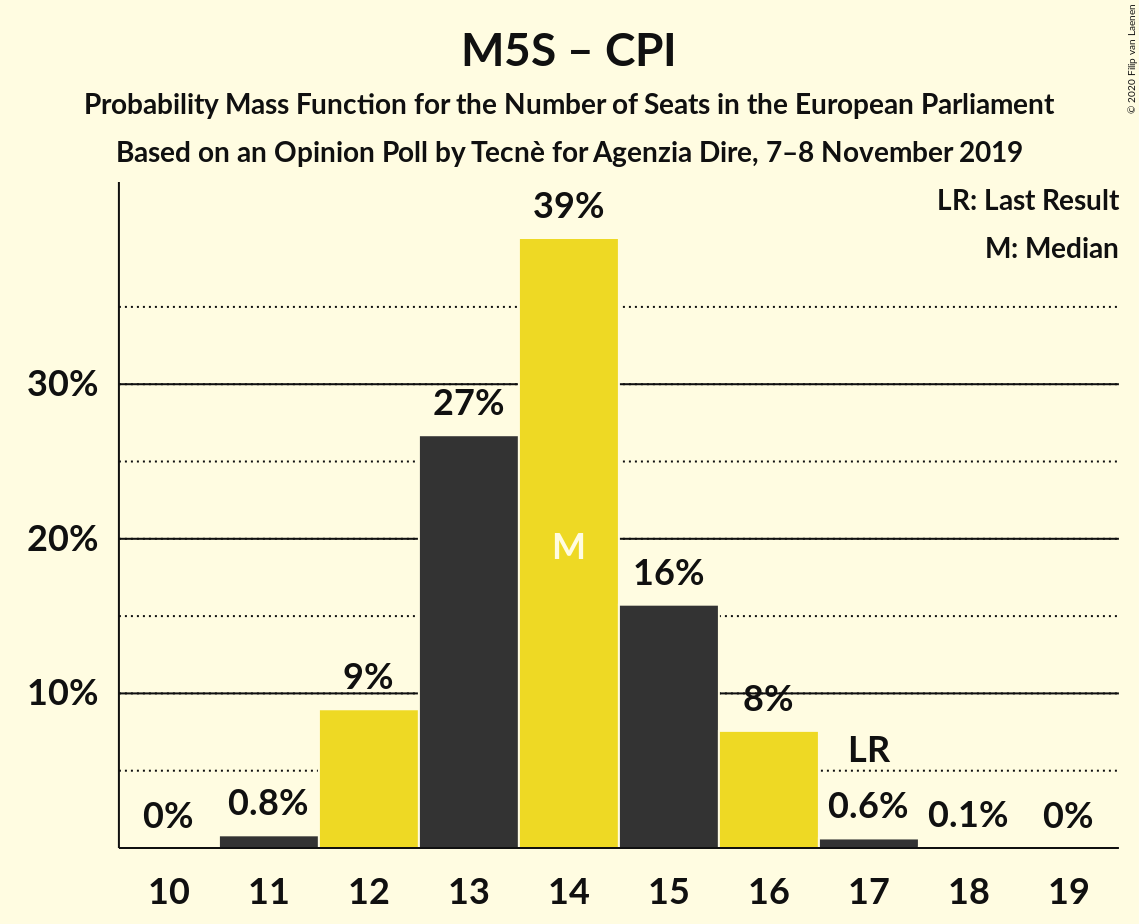 M5S – CPI
Probability Mass Function for the Number of Seats in the European Parliament
Based on an Opinion Poll by Tecnè for Agenzia Dire, 7–8 November 2019
© 2020 Filip van Laenen
LR: Last Result
M: Median
39%
30%
27%
20%
M
16%
10%
9%
8%
LR
0%
0.8%
0.6%
0.1%
0%
10 11 12 13 14 15 16 17 18 19